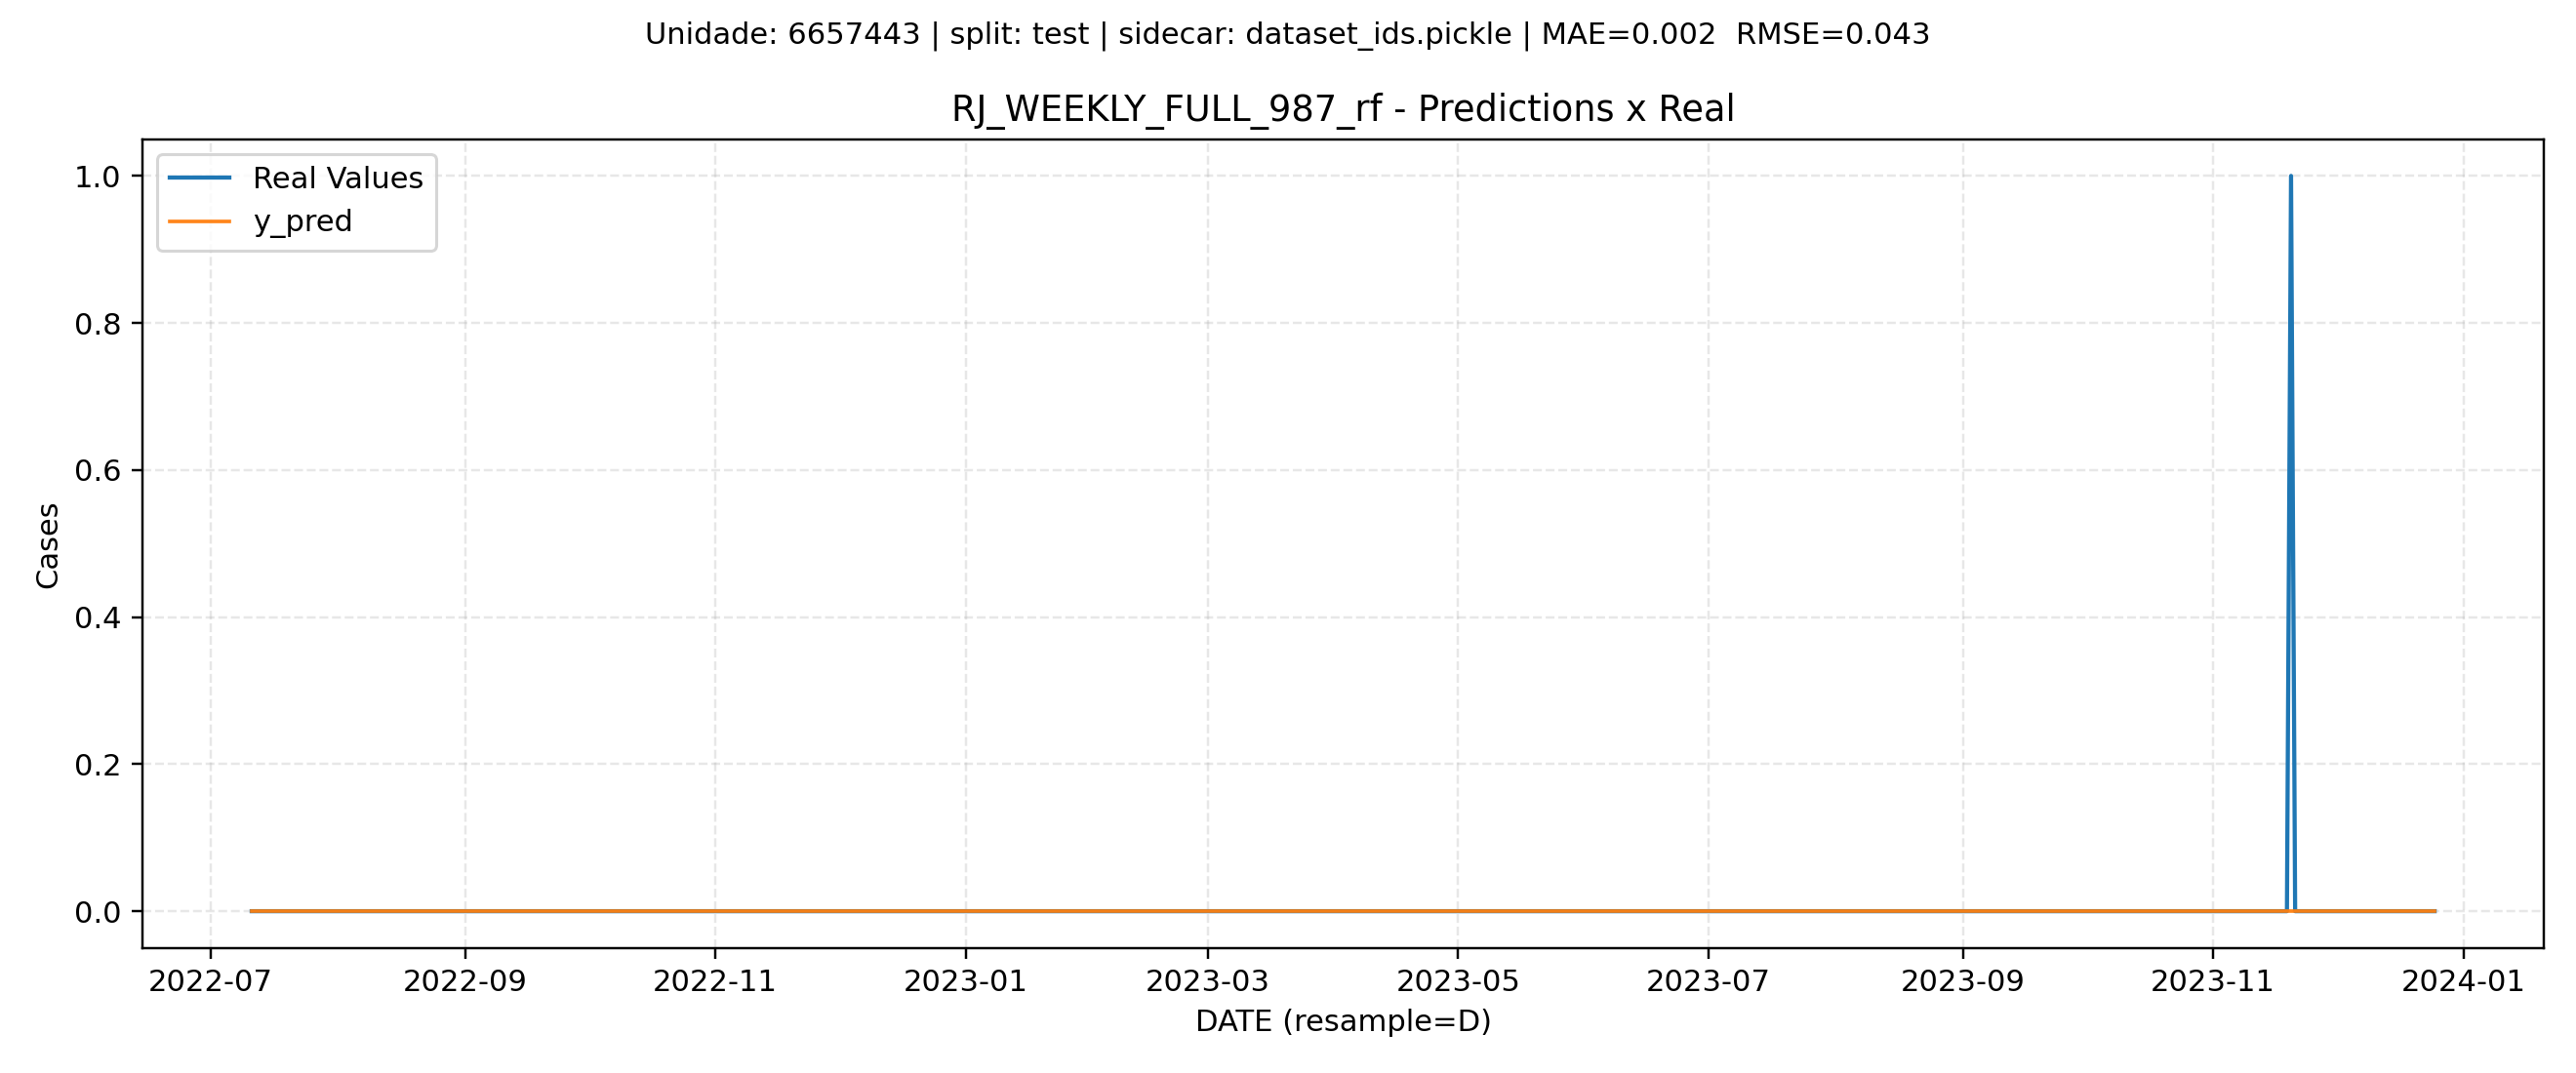 Unidade: 6657443 | split: test | sidecar: dataset_ids.pickle | MAE=0.002  RMSE=0.043
RJ_WEEKLY_FULL_987_rf - Predictions x Real
Real Values
y_pred
Cases
1.0
0.8
0.6
0.4
0.2
0.0
2022-07 2022-09 2022-11 2023-01 2023-03 2023-05 2023-07 2023-09 2023-11 2024-01
DATE (resample=D)